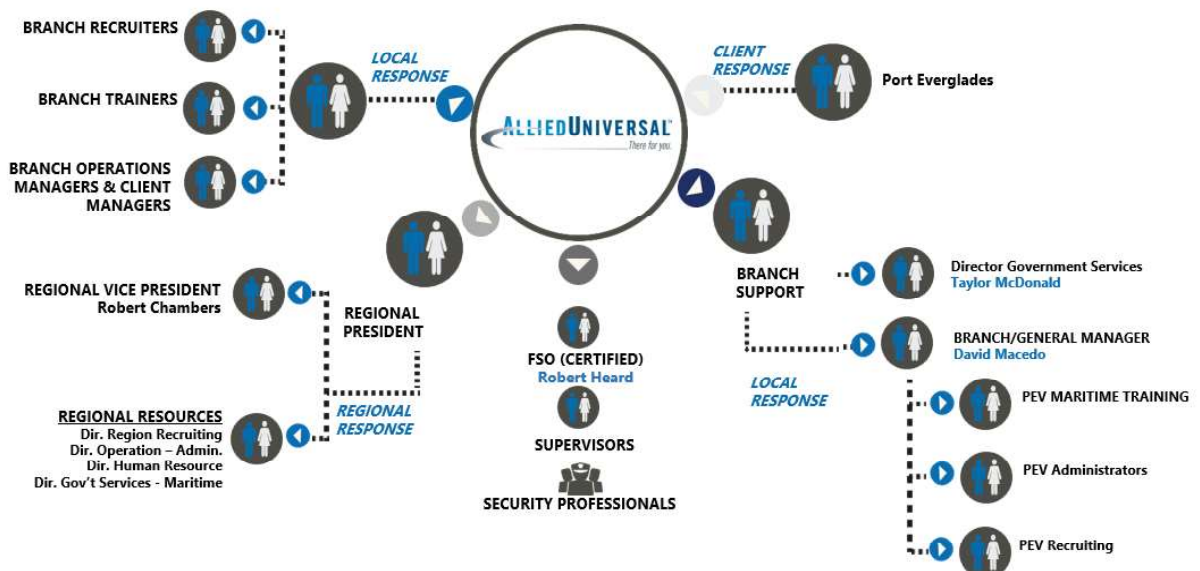 BRANCH RECRUITERS
BRANCH TRAINERS
BRANCH OPERATIONS
MANAGERS & CLIENT
MANAGERS
LOCAL
RESPONSE
ALLIEDUNIVERSAL™
There for you.
CLIENT
RESPONSE
Port Everglades
REGIONAL VICE PRESIDENT
Robert Chambers
REGIONAL
PRESIDENT
REGIONAL RESOURCES
Dir. Region Recruiting
Dir. Operation – Admin.
Dir. Human Resource
Dir. Gov't Services - Maritime
REGIONAL
RESPONSE
FSO (CERTIFIED)
Robert Heard
SUPERVISORS
SECURITY PROFESSIONALS
BRANCH
SUPPORT
Director Government Services
Taylor McDonald
BRANCH/GENERAL MANAGER
David Macedo
LOCAL
RESPONSE
PEV MARITIME TRAINING
PEV Administrators
PEV Recruiting